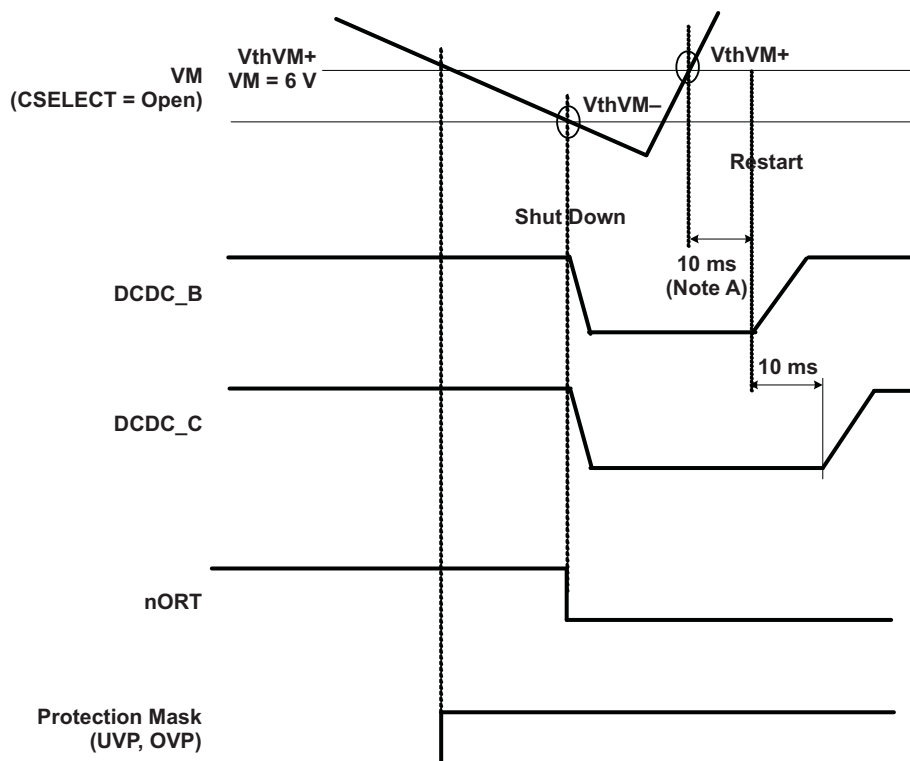 VthVM+
VM = 6 V
VM
(CSELECT = Open)
VthVM+
VthVM–
Restart
Shut Down
10 ms
(Note A)
DCDC_B
10 ms
DCDC_C
nORT
Protection Mask
(UVP, OVP)